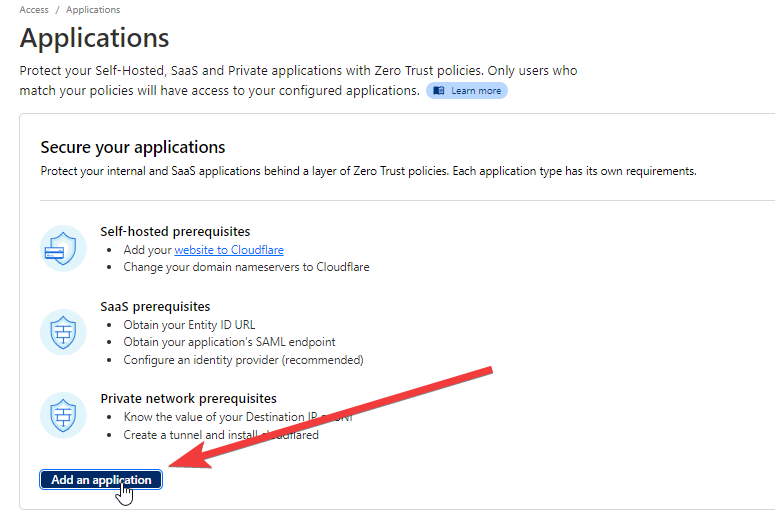 Access / Applications
Applications
Protect your Self-Hosted, SaaS and Private applications with Zero Trust policies. Only users who
match your policies will have access to your configured applications. Learn more
Secure your applications
Protect your internal and SaaS applications behind a layer of Zero Trust policies. Each application type has its own requirements.
Self-hosted prerequisites
• Add your website to Cloudflare
• Change your domain nameservers to Cloudflare
SaaS prerequisites
• Obtain your Entity ID URL
• Obtain your application's SAML endpoint
• Configure an identity provider (recommended)
Private network prerequisites
• Know the value of your Destination IP
• Create a tunnel and install cloudflared
Add an application